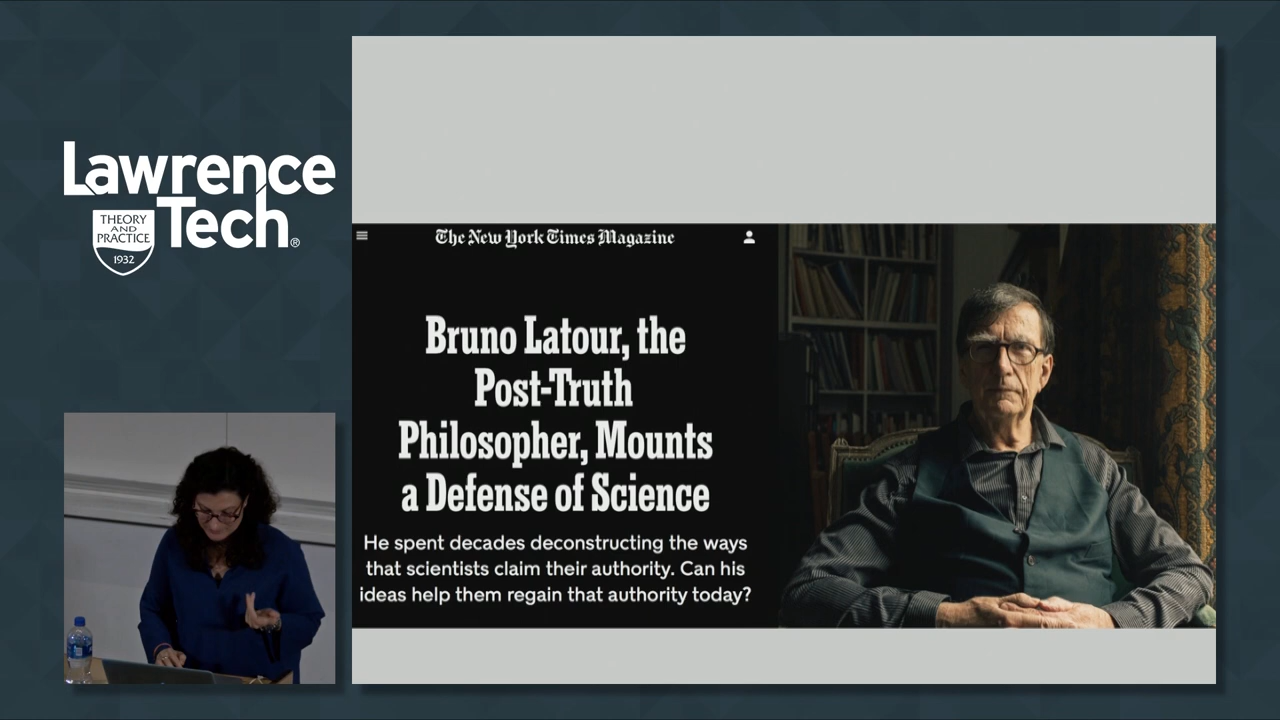 Lawrence
Tech®
THEORY
AND
PRACTICE
1932
The New York Times Magazine
Bruno Latour, the
Post-Truth
Philosopher, Mounts
a Defense of Science
He spent decades deconstructing the ways
that scientists claim their authority. Can his
ideas help them regain that authority today?